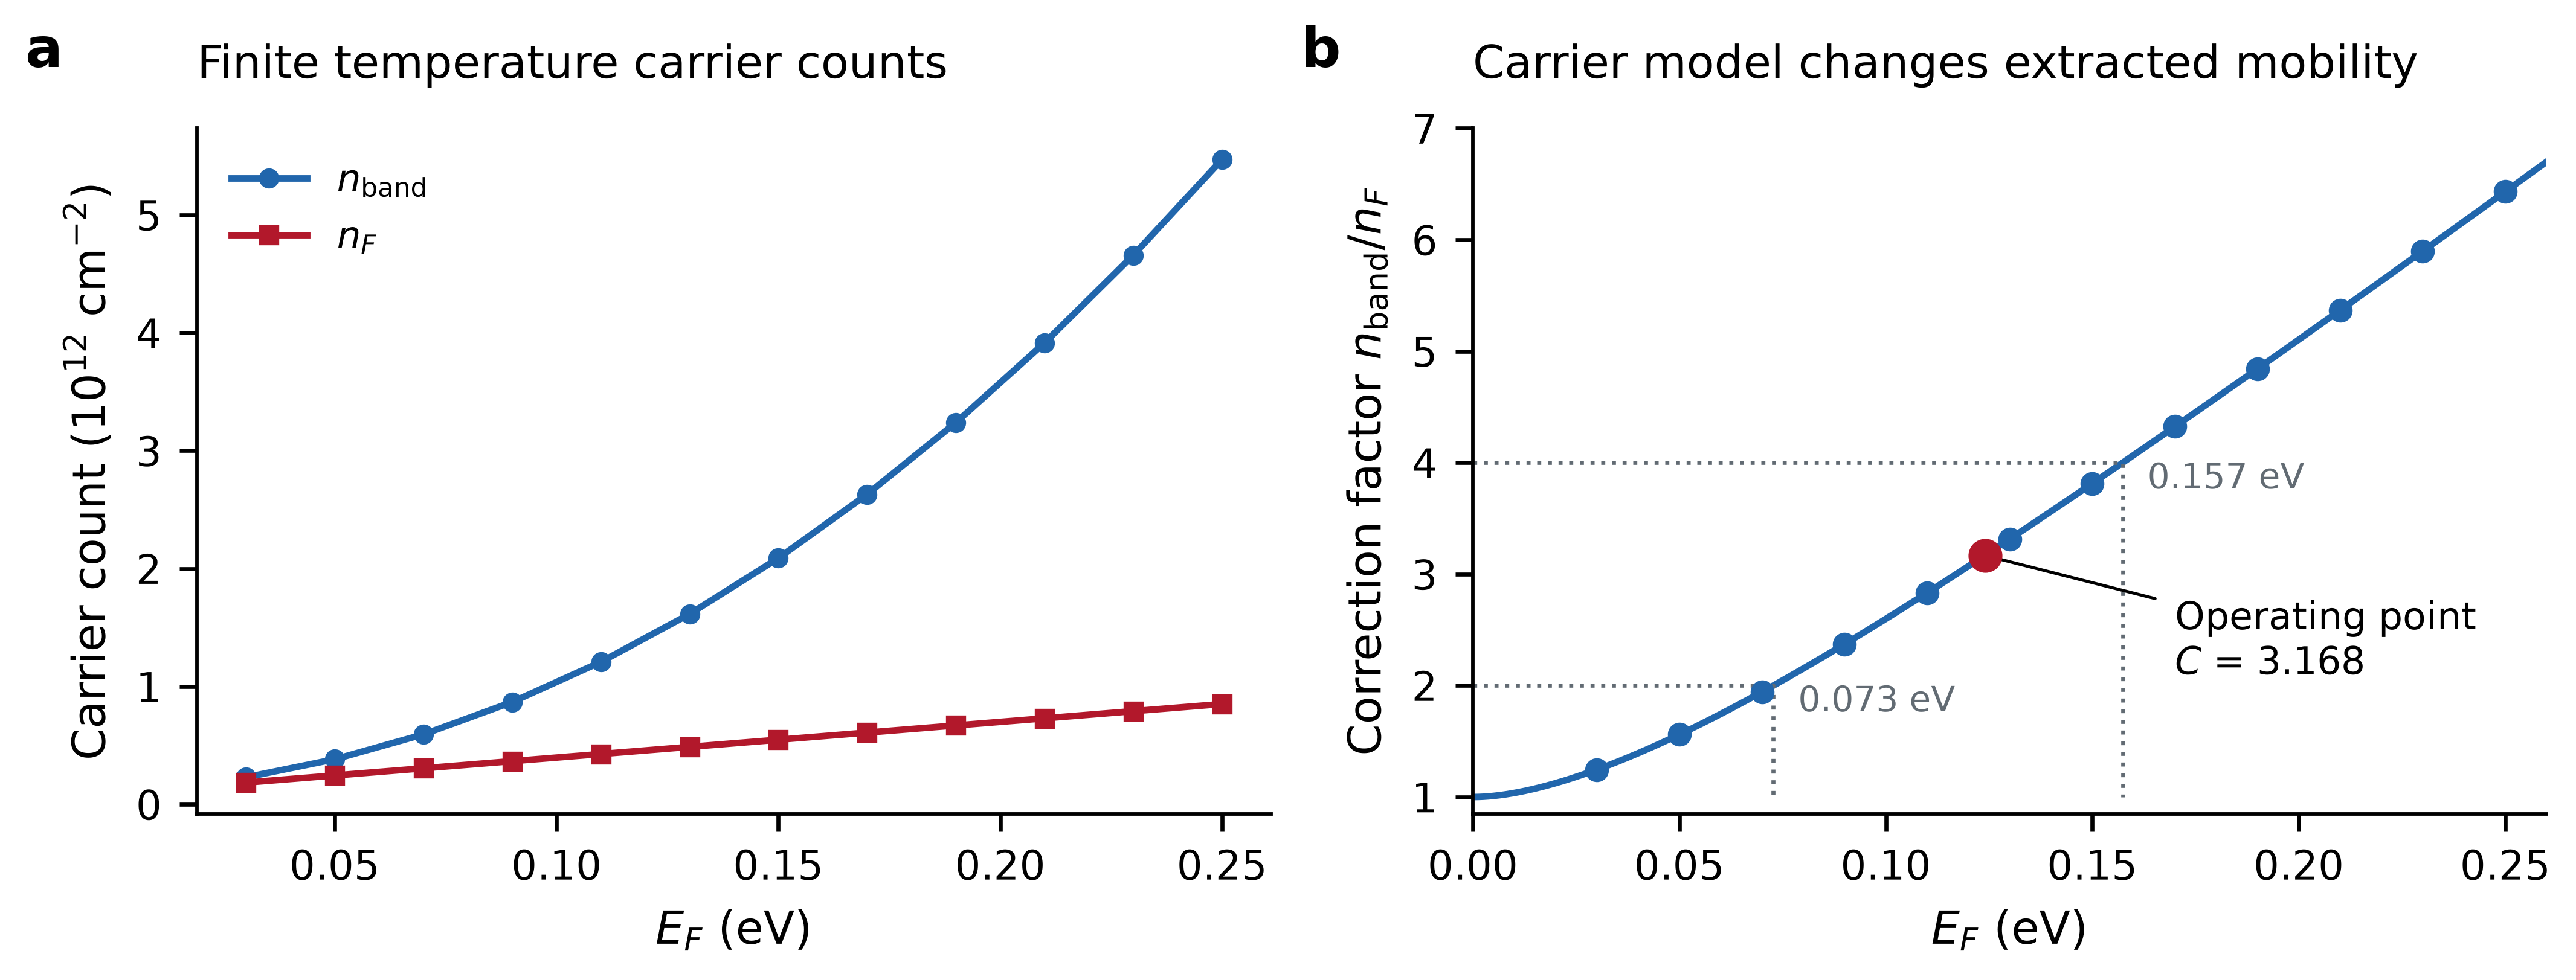 a
Finite temperature carrier counts
Carrier count (10¹² cm⁻²)
n_band
n_F
5
4
3
2
1
0
0.05 0.10 0.15 0.20 0.25
E_F (eV)
b
Carrier model changes extracted mobility
Correction factor n_band/n_F
7
6
5
4
3
2
1
0.157 eV
Operating point
C = 3.168
0.073 eV
0.00 0.05 0.10 0.15 0.20 0.25
E_F (eV)